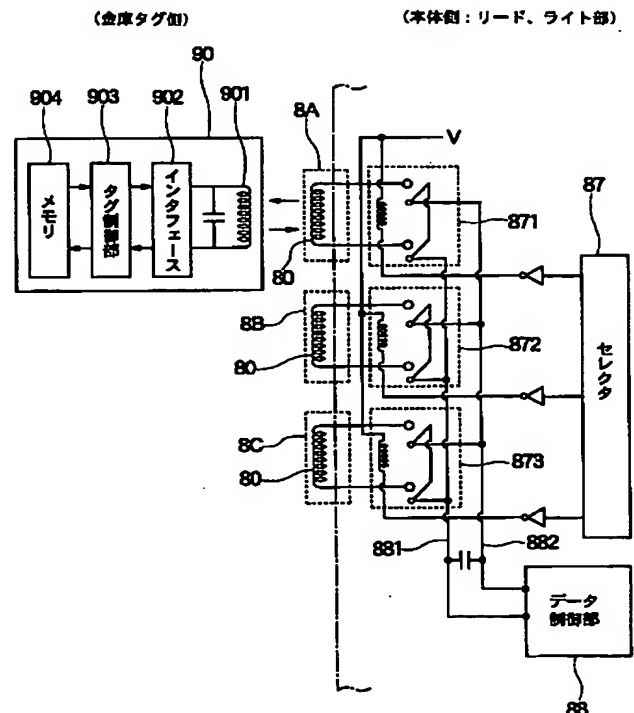 (金庫タグ側)
(本体側：リード、ライト部)
90
904
903
902
901
8A
V
メモリ
タグ制御部
インタフェース
80
871
87
8B
80
872
セレクタ
8C
80
873
881
882
データ
制御部
88